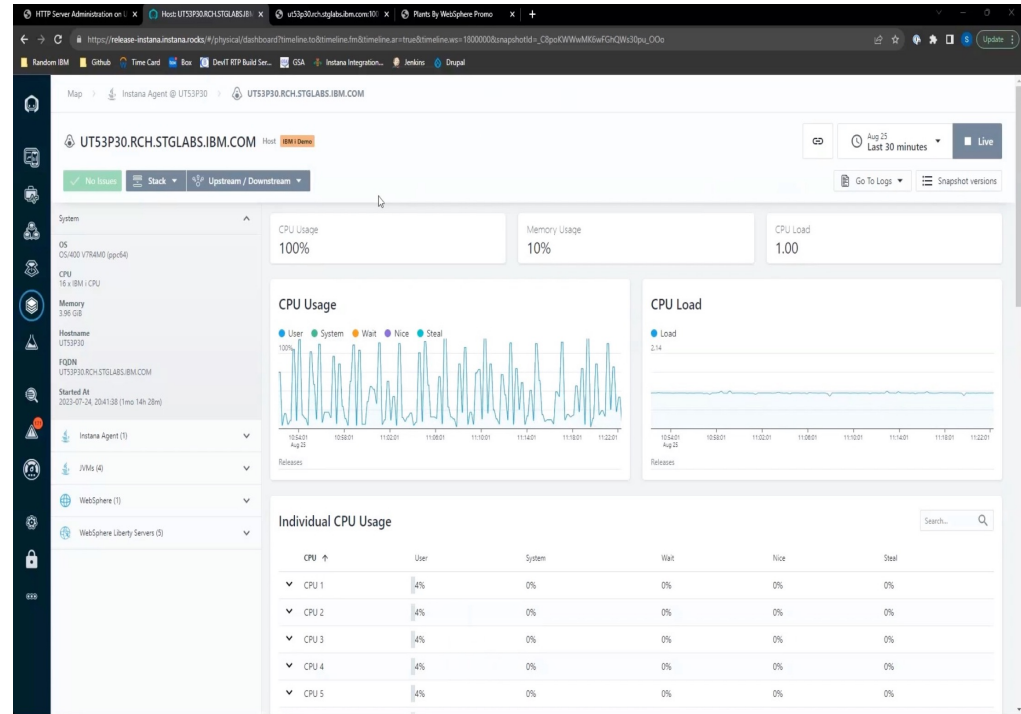 HTTP Server Administration on U
Host: UT53P30.RCH.STGLABS.IBM
ut53p30.rch.stglabs.ibm.com:100
Plants By WebSphere Promo
https://release-instana.instana.rocks/#/physical/dashboard?timeline.to&timeline.fm&timeline.ar=true&timeline.ws=1800000&snapshotId=_C8poKWWwMK6wFGhQWs30pu_OOo
S
Update
Random IBM
Github
Time Card
Box
DevIT RTP Build Ser...
GSA
Instana Integration...
Jenkins
Drupal
Map
Instana Agent @ UT53P30
UT53P30.RCH.STGLABS.IBM.COM
UT53P30.RCH.STGLABS.IBM.COM Host IBM i Demo
Aug 25
Last 30 minutes
Live
No Issues
Stack
Upstream / Downstream
Go To Logs
Snapshot versions
System
OS
OS/400 V7R4M0 (ppc64)
CPU
16 x IBM i CPU
Memory
3.96 GiB
Hostname
UT53P30
FQDN
UT53P30.RCH.STGLABS.IBM.COM
Started At
2023-07-24, 20:41:38 (1mo 14h 28m)
Instana Agent (1)
JVMs (4)
WebSphere (1)
WebSphere Liberty Servers (5)
CPU Usage
100%
Memory Usage
10%
CPU Load
1.00
CPU Usage
User System Wait Nice Steal
100%
10:54:01 10:58:01 11:02:01 11:06:01 11:10:01 11:14:01 11:18:01 11:22:01
Aug 25
Releases
CPU Load
Load
2.14
10:54:01 10:58:01 11:02:01 11:06:01 11:10:01 11:14:01 11:18:01 11:22:01
Aug 25
Releases
Individual CPU Usage
Search...
CPU User System Wait Nice Steal
CPU 1 4% 0% 0% 0% 0%
CPU 2 4% 0% 0% 0% 0%
CPU 3 4% 0% 0% 0% 0%
CPU 4 4% 0% 0% 0% 0%
CPU 5 4% 0% 0% 0% 0%